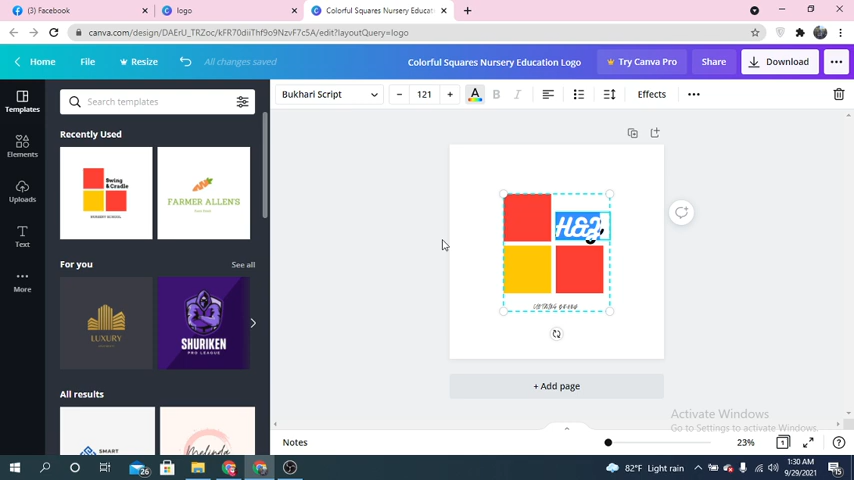 (3) Facebook
logo
Colorful Squares Nursery Educati
canva.com/design/DAErU_TRZoc/kFR70diiThf9o9NzvF7c5A/edit?layoutQuery=logo
Home
File
Resize
All changes saved
Colorful Squares Nursery Education Logo
Try Canva Pro
Share
Download
Templates
Elements
Uploads
Text
More
Search templates
Bukhari Script
121
A
B
I
Effects
Recently Used
Swing
& Cradle
NURSERY SCHOOL
FARMER ALLEN'S
For you
See all
LUXURY
SHURIKEN
PRO LEAGUE
All results
SMART
Melinda
H&J
+ Add page
Notes
23%
1
Activate Windows
Go to Settings to activate Windows.
26
82°F Light rain
1:30 AM
9/29/2021
15